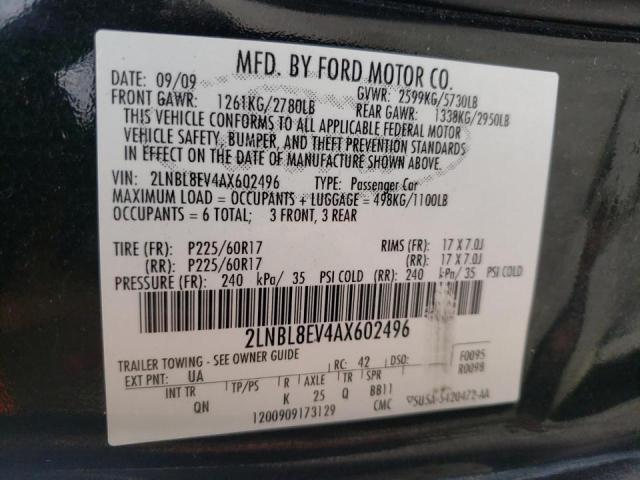 MFD. BY FORD MOTOR CO.
DATE: 09/09 GVWR: 2599KG/5730LB
FRONT GAWR: 1261KG/2780LB REAR GAWR: 1338KG/2950LB
THIS VEHICLE CONFORMS TO ALL APPLICABLE FEDERAL MOTOR
VEHICLE SAFETY, BUMPER, AND THEFT PREVENTION STANDARDS
IN EFFECT ON THE DATE OF MANUFACTURE SHOWN ABOVE.
VIN: 2LNBL8EV4AX602496 TYPE: Passenger Car
MAXIMUM LOAD = OCCUPANTS + LUGGAGE = 498KG/1100LB
OCCUPANTS = 6 TOTAL; 3 FRONT, 3 REAR
TIRE (FR): P225/60R17 RIMS (FR): 17 X 7.0J
(RR): P225/60R17 (RR): 17 X 7.0J
PRESSURE (FR): 240 kPa/ 35 PSI COLD (RR): 240 kPa/ 35 PSI COLD
2LNBL8EV4AX602496
TRAILER TOWING - SEE OWNER GUIDE
EXT PNT: UA RC: 42 DSO: F0095
INT TR TP/PS R AXLE TR SPR R0098
QN K 25 Q BB11
1200909173129 CMC 5U5A-5420472-AA